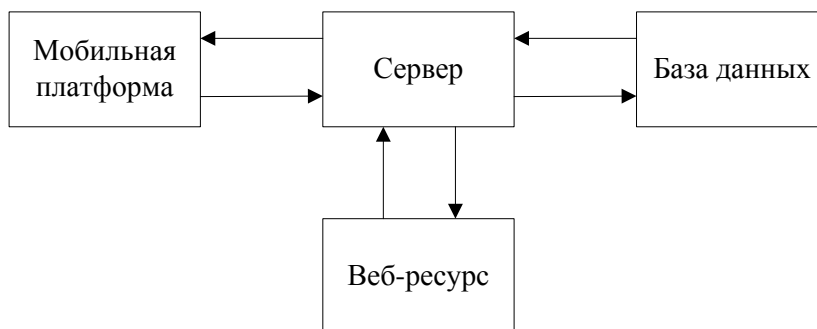 Мобильная
платформа
Сервер
База данных
Веб-ресурс